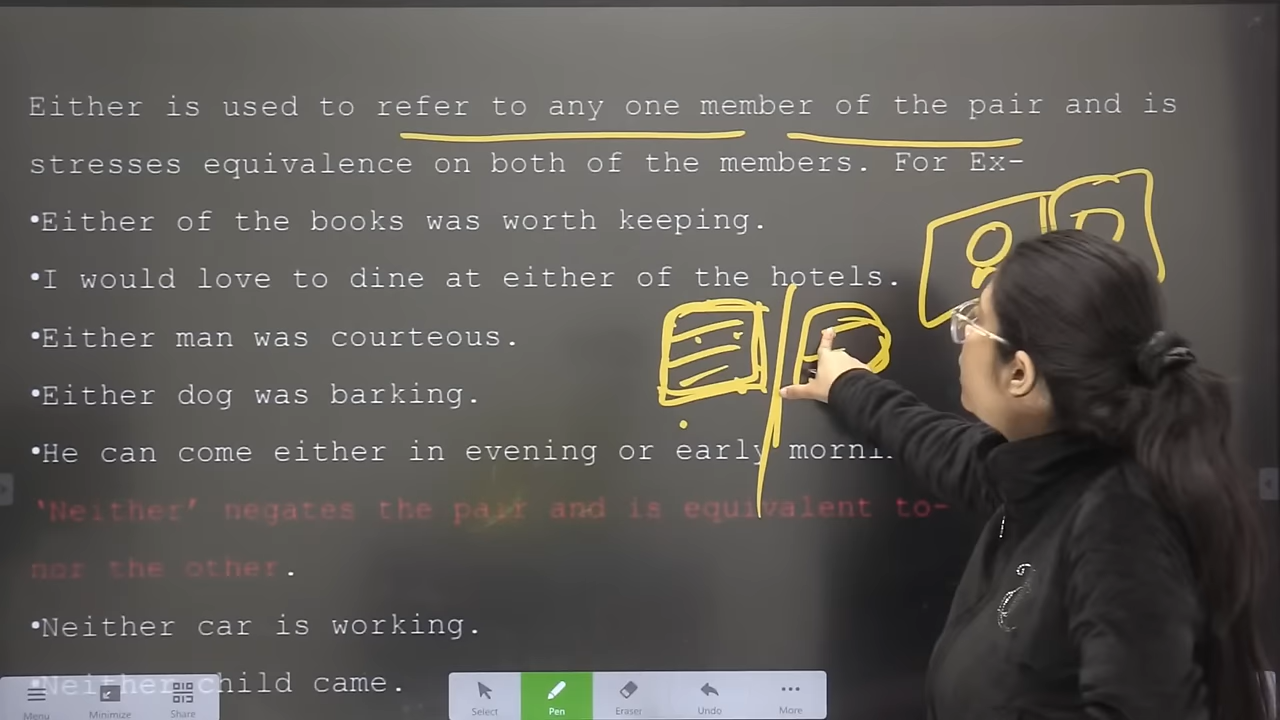 Either is used to refer to any one member of the pair and is
stresses equivalence on both of the members. For Ex-
•Either of the books was worth keeping.
•I would love to dine at either of the hotels.
•Either man was courteous.
•Either dog was barking.
•He can come either in evening or early
'Neither' negates the pair and is equivalent to-
nor the other.
•Neither car is working.
•Neither child came.
Menu
Minimize
Share
Select
Pen
Eraser
Undo
More